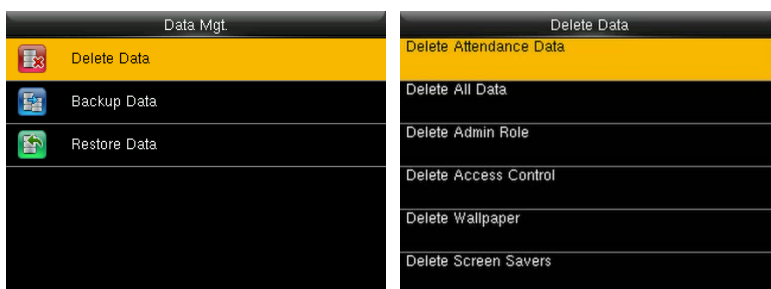 Data Mgt.
Delete Data
Backup Data
Restore Data
Delete Data
Delete Attendance Data
Delete All Data
Delete Admin Role
Delete Access Control
Delete Wallpaper
Delete Screen Savers